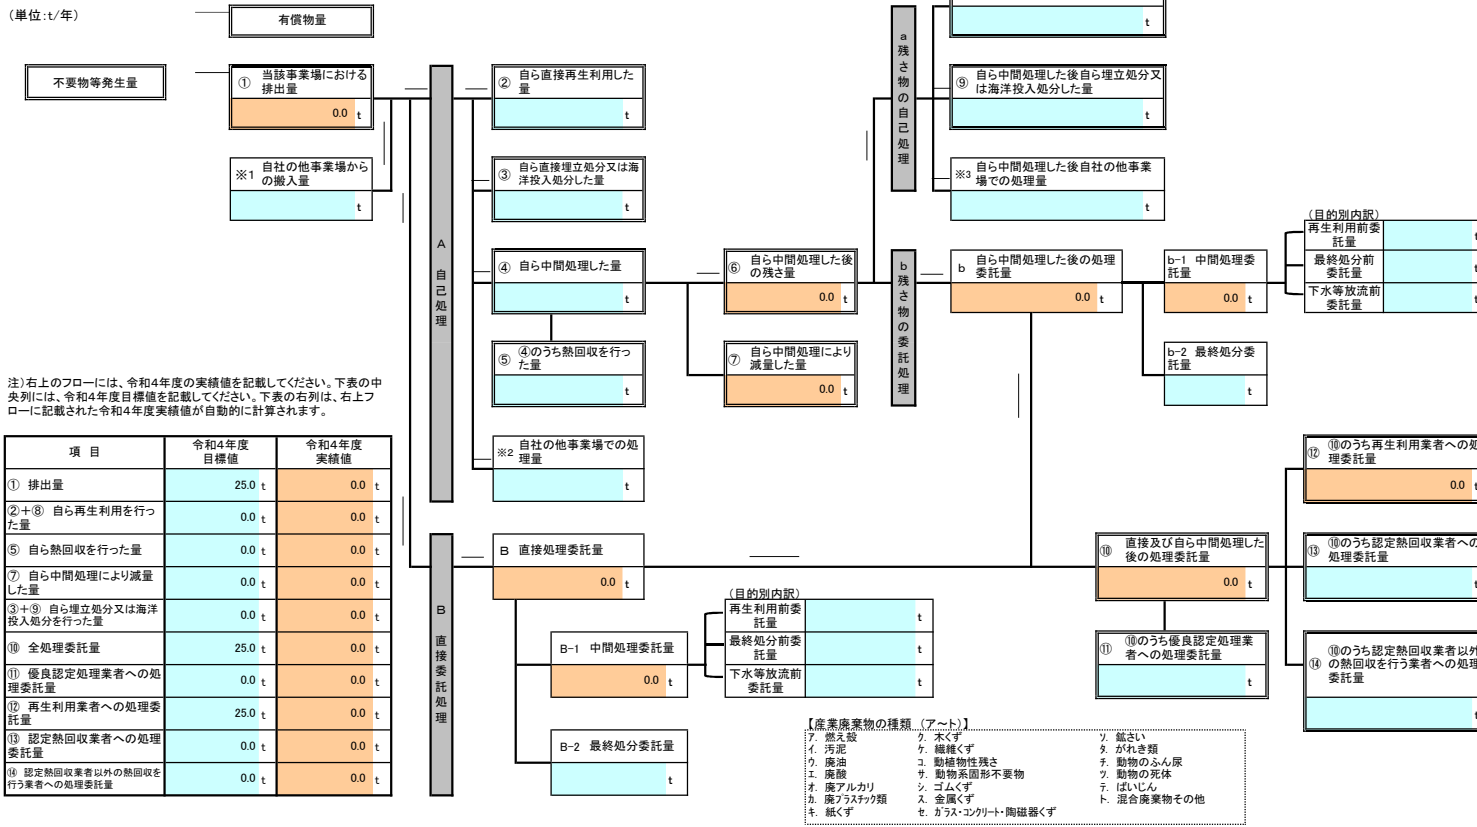 （単位:t/年）
有償物量
不要物等発生量
①
当該事業場における
排出量
0.0 t
※1
自社の他事業場から
の搬入量
t
A
自
己
処
理
②
自ら直接再生利用した
量
t
③
自ら直接埋立処分又は海
洋投入処分した量
t
④
自ら中間処理した量
t
⑤
④のうち熱回収を行っ
た量
t
※2
自社の他事業場での処
理量
t
⑥
自ら中間処理した後
の残さ量
0.0 t
⑦
自ら中間処理により
減量した量
0.0 t
a
残
さ
物
の
自
己
処
理
t
⑨
自ら中間処理した後自ら埋立処分又
は海洋投入処分した量
t
※3
自ら中間処理した後自社の他事業
場での処理量
t
b
残
さ
物
の
委
託
処
理
b
自ら中間処理した後の処理
委託量
0.0 t
b-1 中間処理委
託量
0.0 t
b-2 最終処分委
託量
t
（目的別内訳）
再生利用前委
託量
t
最終処分前
委託量
t
下水等放流前
委託量
t
注）右上のフローには、令和4年度の実績値を記載してください。下表の中
央列には、令和4年度目標値を記載してください。下表の右列は、右上フ
ローに記載された令和4年度実績値が自動的に計算されます。
項 目 令和4年度 目標値 令和4年度 実績値
① 排出量 25.0 t 0.0 t
②＋⑧ 自ら再生利用を行っ
た量 0.0 t 0.0 t
⑤ 自ら熱回収を行った量 0.0 t 0.0 t
⑦ 自ら中間処理により減量
した量 0.0 t 0.0 t
③＋⑨ 自ら埋立処分又は海洋
投入処分を行った量 0.0 t 0.0 t
⑩ 全処理委託量 25.0 t 0.0 t
⑪ 優良認定処理業者への処
理委託量 0.0 t 0.0 t
⑫ 再生利用業者への処理委
託量 25.0 t 0.0 t
⑬ 認定熱回収業者への処理
委託量 0.0 t 0.0 t
⑭ 認定熱回収業者以外の熱回収を
行う業者への処理委託量 0.0 t 0.0 t
B
直
接
委
託
処
理
B 直接処理委託量
0.0 t
B-1 中間処理委託量
0.0 t
B-2 最終処分委託量
t
（目的別内訳）
再生利用前委
託量
t
最終処分前委
託量
t
下水等放流前
委託量
t
⑩
直接及び自ら中間処理した
後の処理委託量
0.0 t
⑪
⑩のうち優良認定処理業
者への処理委託量
t
⑫
⑩のうち再生利用業者への処
理委託量
0.0 t
⑬
⑩のうち認定熱回収業者への
処理委託量
t
⑭
⑩のうち認定熱回収業者以外
の熱回収を行う業者への処理
委託量
t
【産業廃棄物の種類 （ア～ト）】
ア. 燃え殻 ク. 木くず ソ. 鉱さい
イ. 汚泥 ケ. 繊維くず タ. がれき類
ウ. 廃油 コ. 動植物性残さ チ. 動物のふん尿
エ. 廃酸 サ. 動物系固形不要物 ツ. 動物の死体
オ. 廃アルカリ シ. ゴムくず テ. ばいじん
カ. 廃プラスチック類 ス. 金属くず ト. 混合廃棄物その他
キ. 紙くず セ. ガラス・コンクリート・陶磁器くず